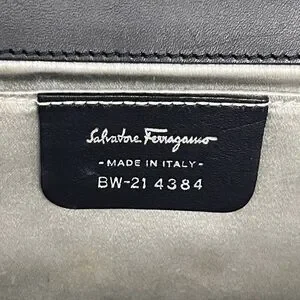 Salvatore Ferragamo
-MADE IN ITALY-
BW-21 4384